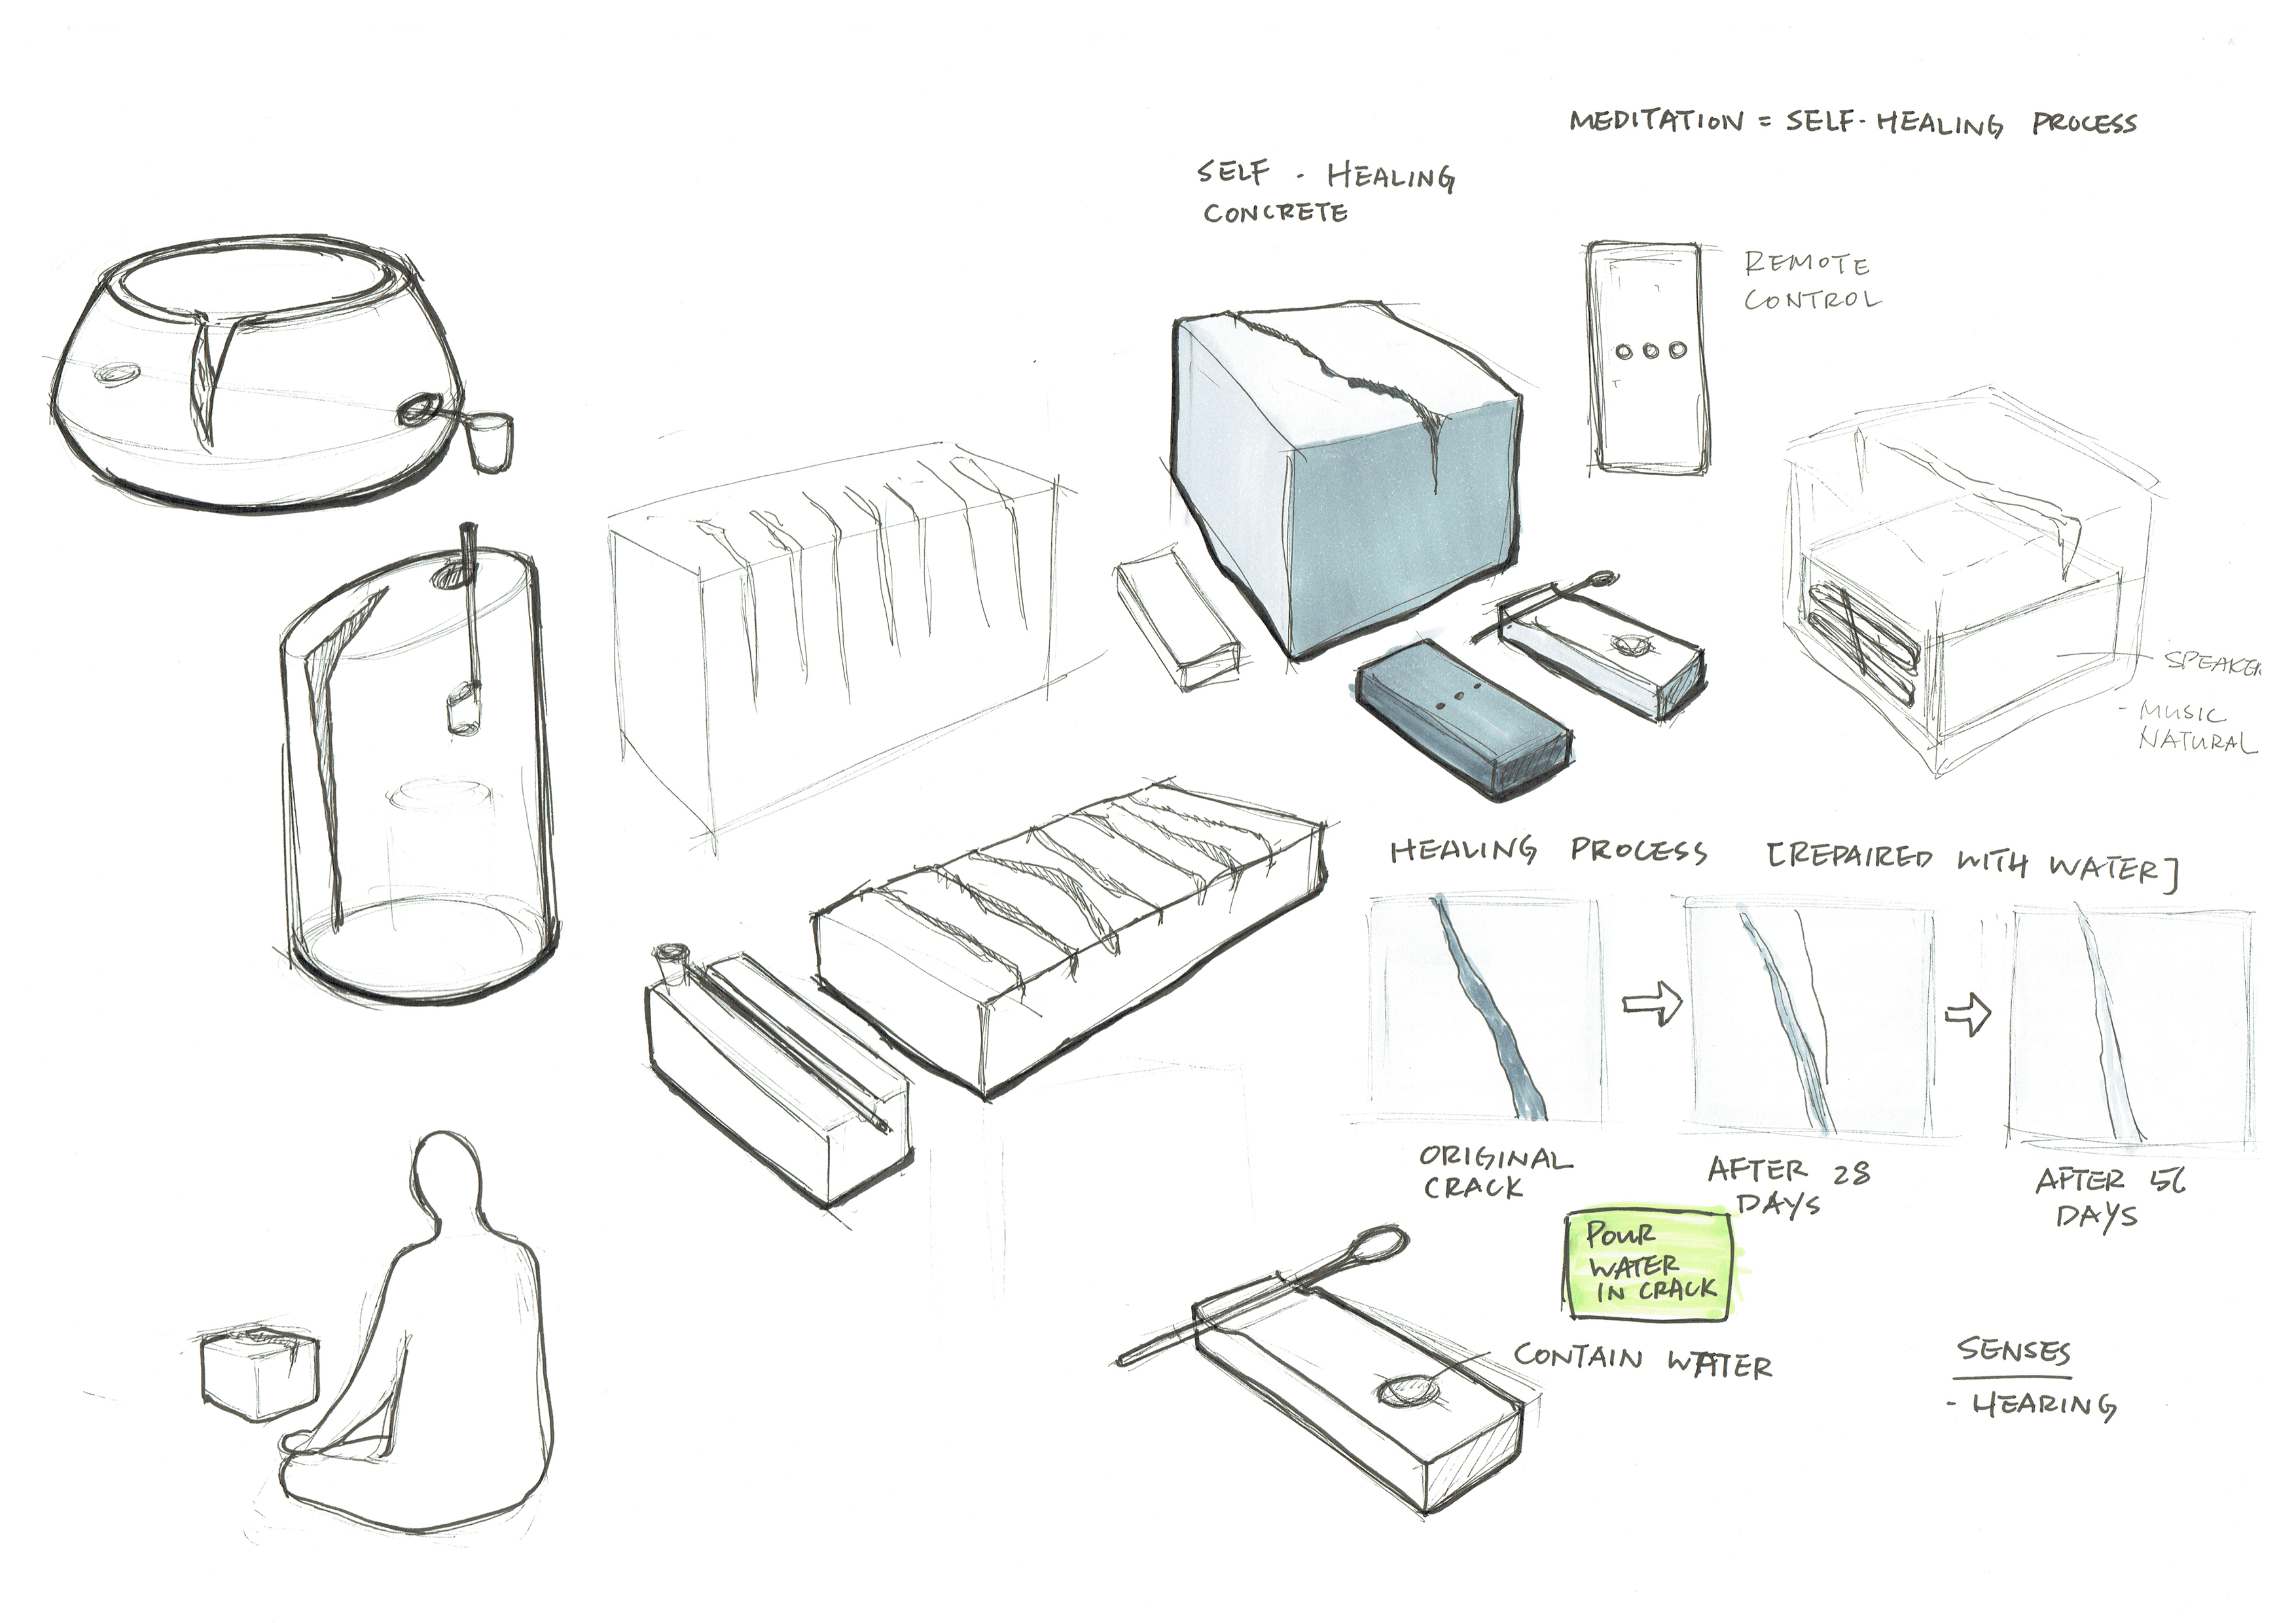 MEDITATION = SELF-HEALING PROCESS
SELF - HEALING
CONCRETE
REMOTE
CONTROL
SPEAKER
- MUSIC
NATURAL
HEALING PROCESS [REPAIRED WITH WATER]
ORIGINAL
CRACK
AFTER 28
DAYS
AFTER 56
DAYS
POUR
WATER
IN CRACK
CONTAIN WATER
SENSES
- HEARING